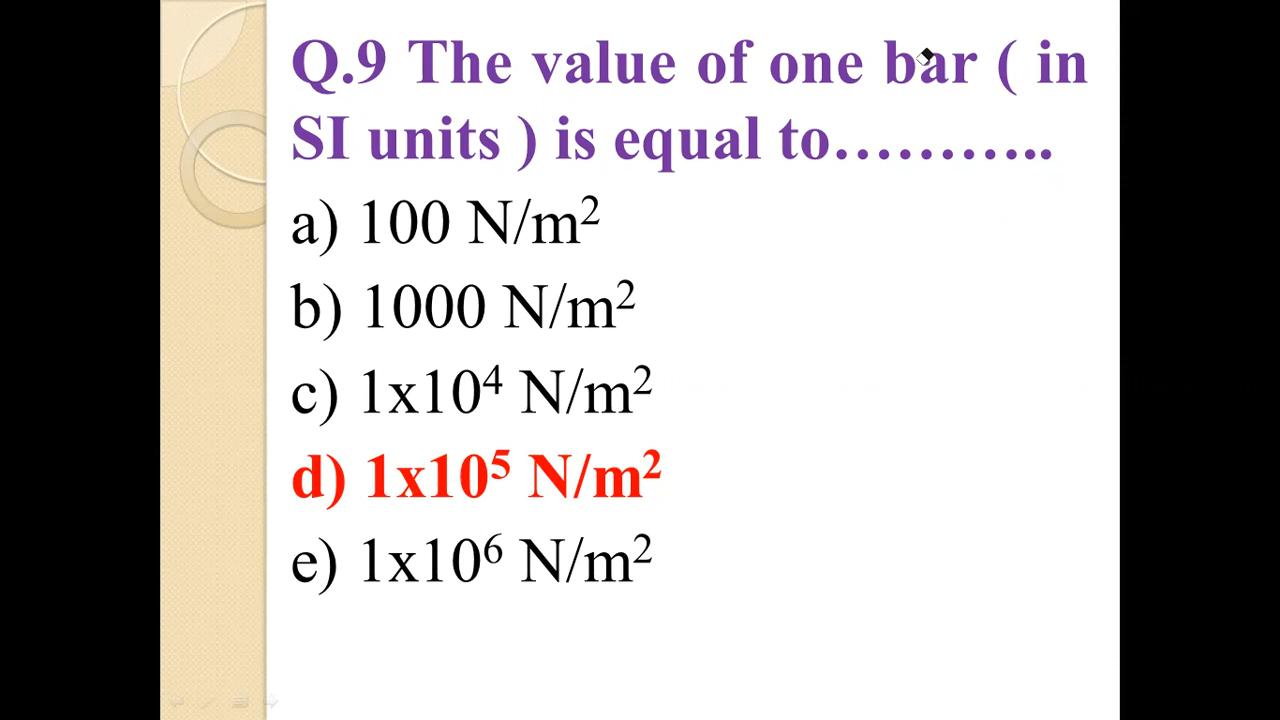 Q.9 The value of one bar ( in
SI units ) is equal to………..
a) 100 N/m²
b) 1000 N/m²
c) 1x10⁴ N/m²
d) 1x10⁵ N/m²
e) 1x10⁶ N/m²